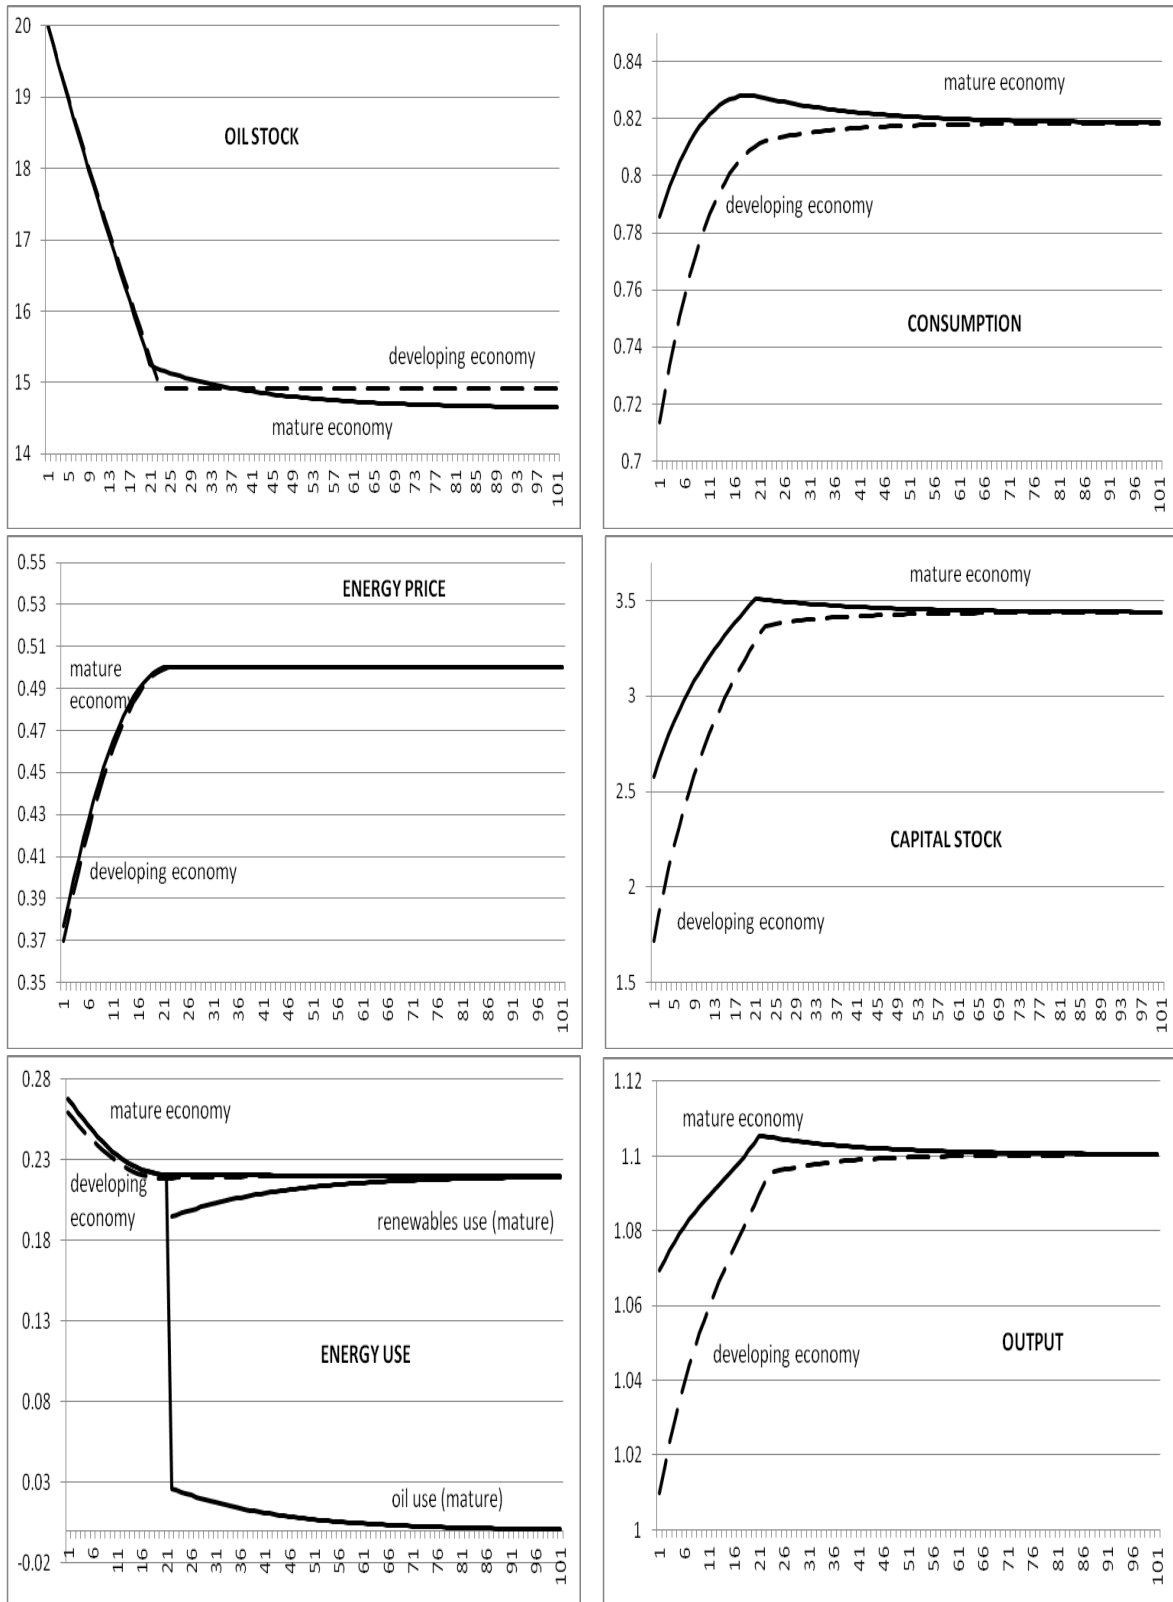 20
19
18
17
16
15
14
OIL STOCK
developing economy
mature economy
1 5 9 13 17 21 25 29 33 37 41 45 49 53 57 61 65 69 73 77 81 85 89 93 97 101
0.84
0.82
0.8
0.78
0.76
0.74
0.72
0.7
mature economy
developing economy
CONSUMPTION
1 6 11 16 21 26 31 36 41 46 51 56 61 66 71 76 81 86 91 96 101
0.55
0.53
0.51
0.49
0.47
0.45
0.43
0.41
0.39
0.37
0.35
ENERGY PRICE
mature
economy
developing economy
1 6 11 16 21 26 31 36 41 46 51 56 61 66 71 76 81 86 91 96 101
3.5
3
2.5
2
1.5
mature economy
CAPITAL STOCK
developing economy
1 5 9 13 17 21 25 29 33 37 41 45 49 53 57 61 65 69 73 77 81 85 89 93 97 101
0.28
0.23
0.18
0.13
0.08
0.03
-0.02
mature economy
developing
economy
renewables use (mature)
ENERGY USE
oil use (mature)
1 6 11 16 21 26 31 36 41 46 51 56 61 66 71 76 81 86 91 96 101
1.12
1.1
1.08
1.06
1.04
1.02
1
mature economy
OUTPUT
developing economy
1 6 11 16 21 26 31 36 41 46 51 56 61 66 71 76 81 86 91 96 101